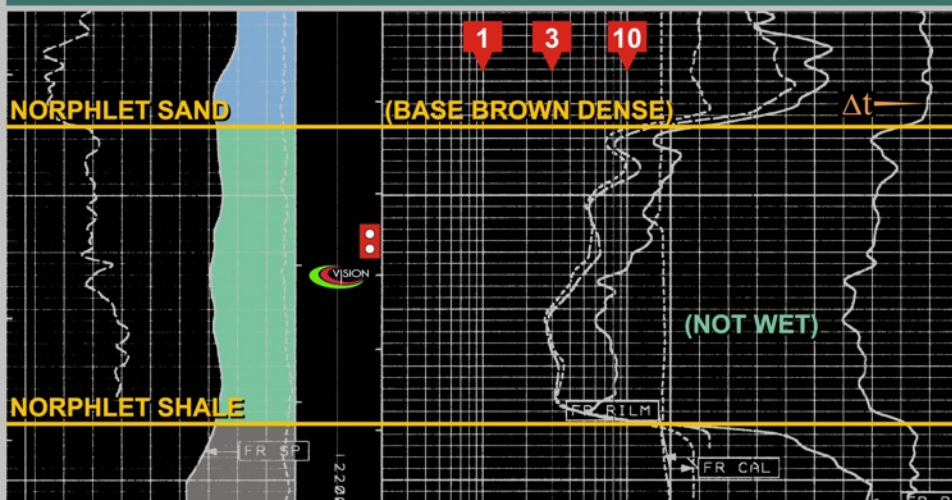 1 3 10
NORPHLET SAND (BASE BROWN DENSE) Δt
VISION
(NOT WET)
NORPHLET SHALE
FR RILM
FR SP
FR CAL